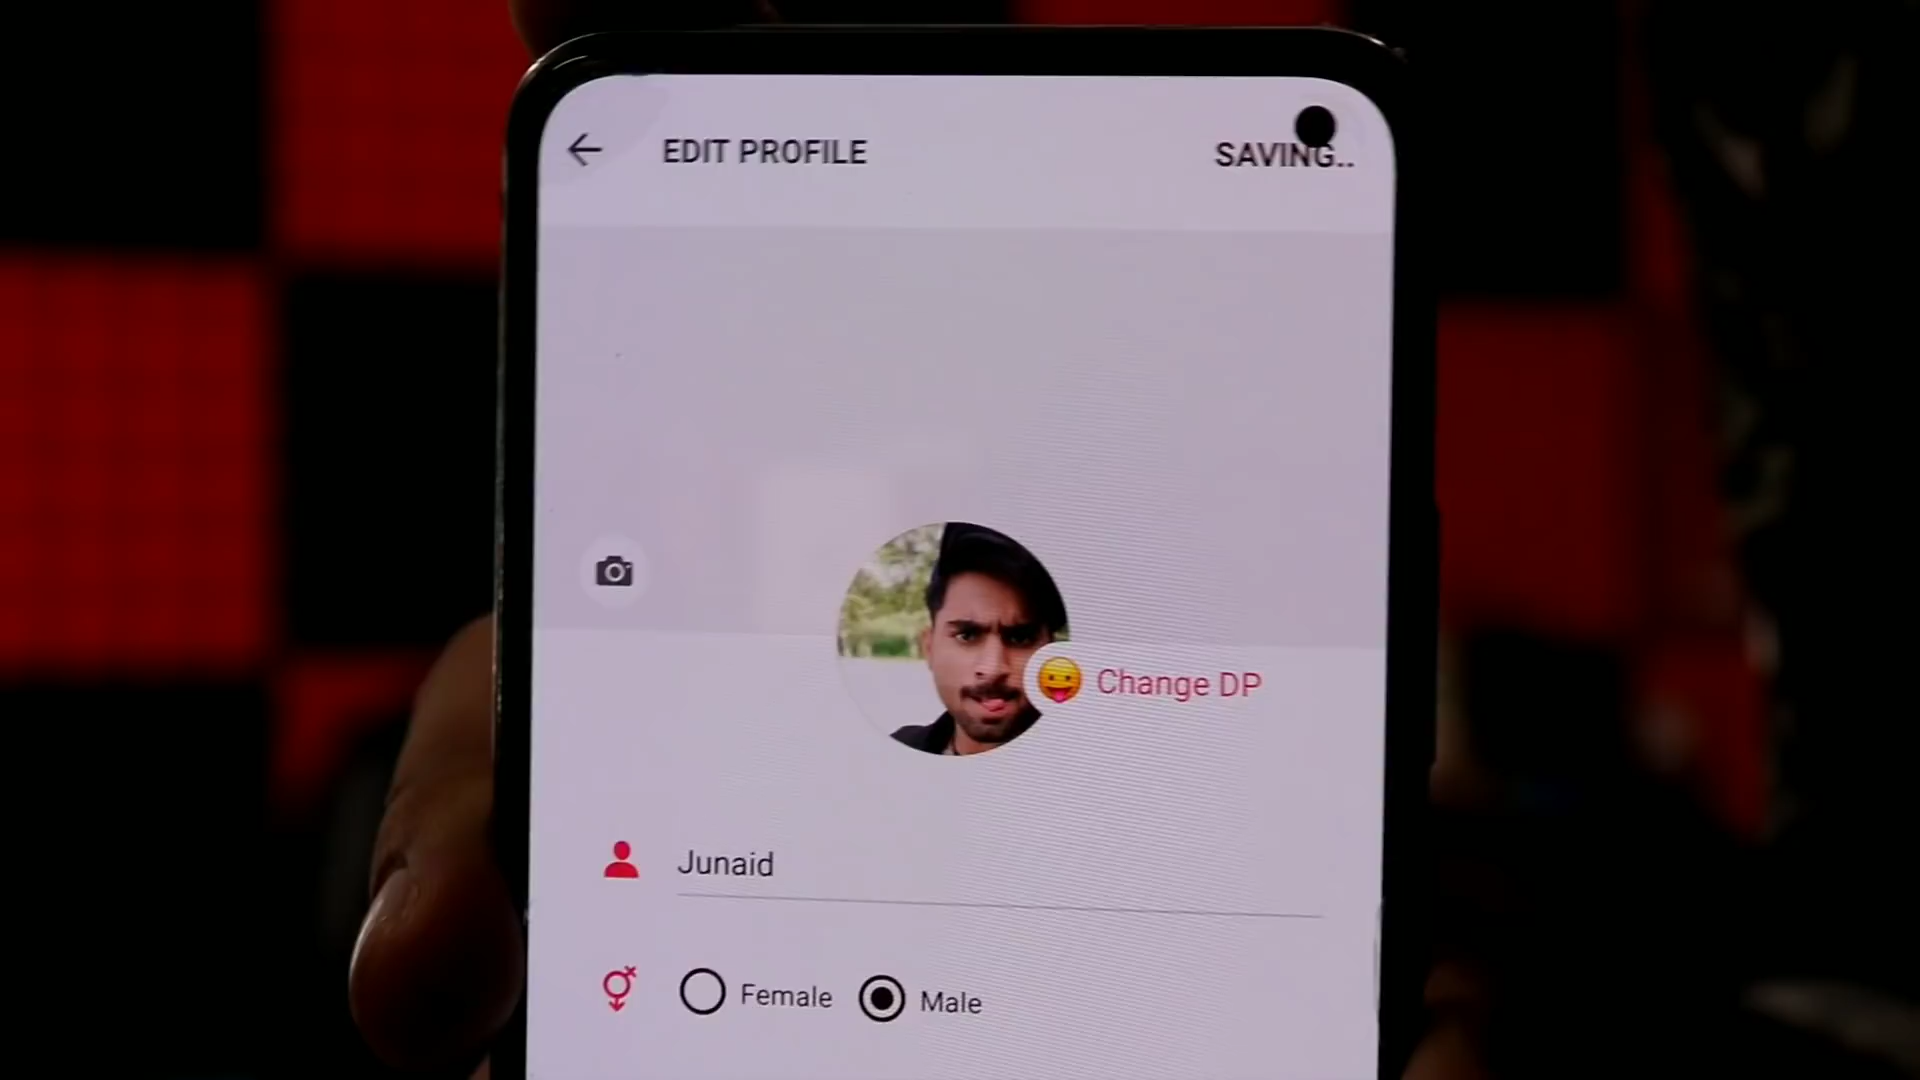 EDIT PROFILE
SAVING..
Change DP
Junaid
Female
Male